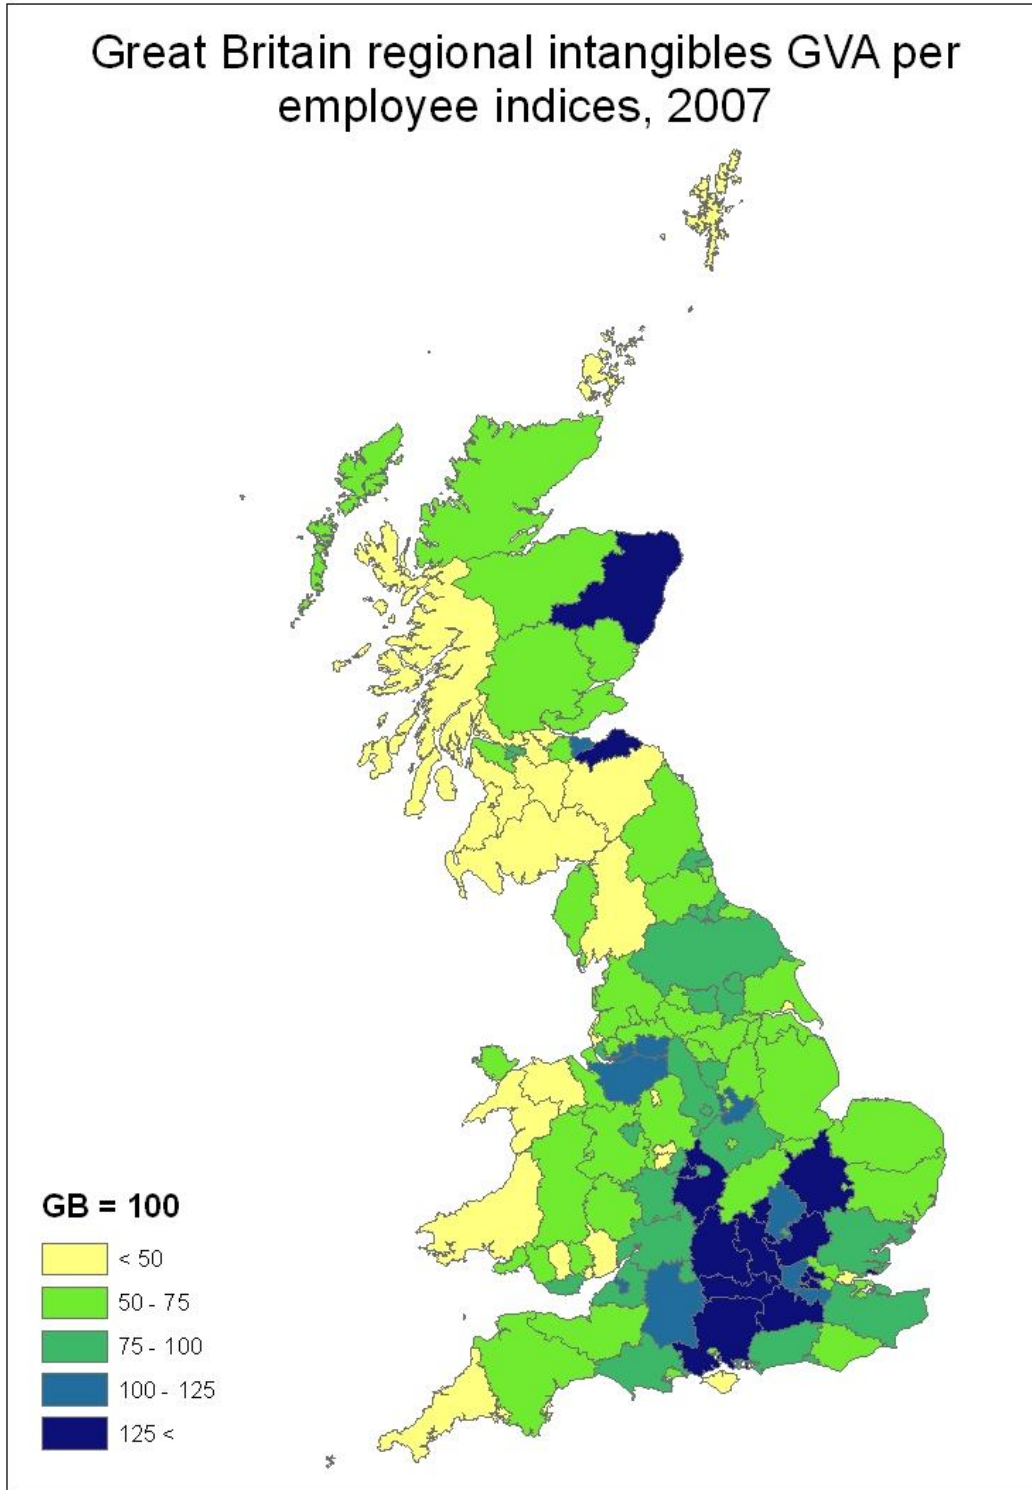 Great Britain regional intangibles GVA per
employee indices, 2007
GB = 100
< 50
50 - 75
75 - 100
100 - 125
125 <